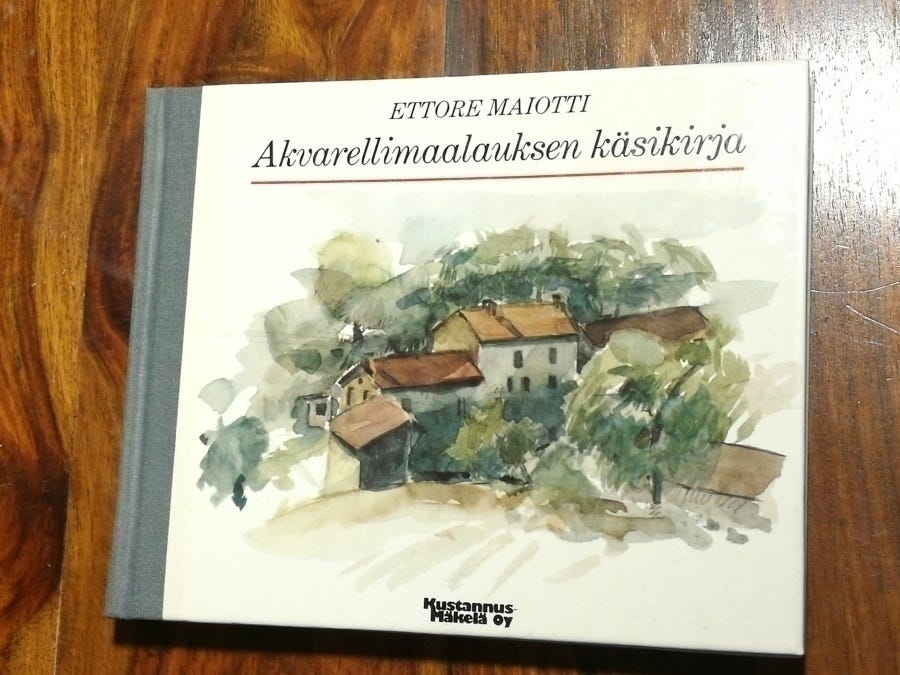 ETTORE MAIOTTI
Akvarellimaalauksen käsikirja
Kustannus-
Mäkelä Oy